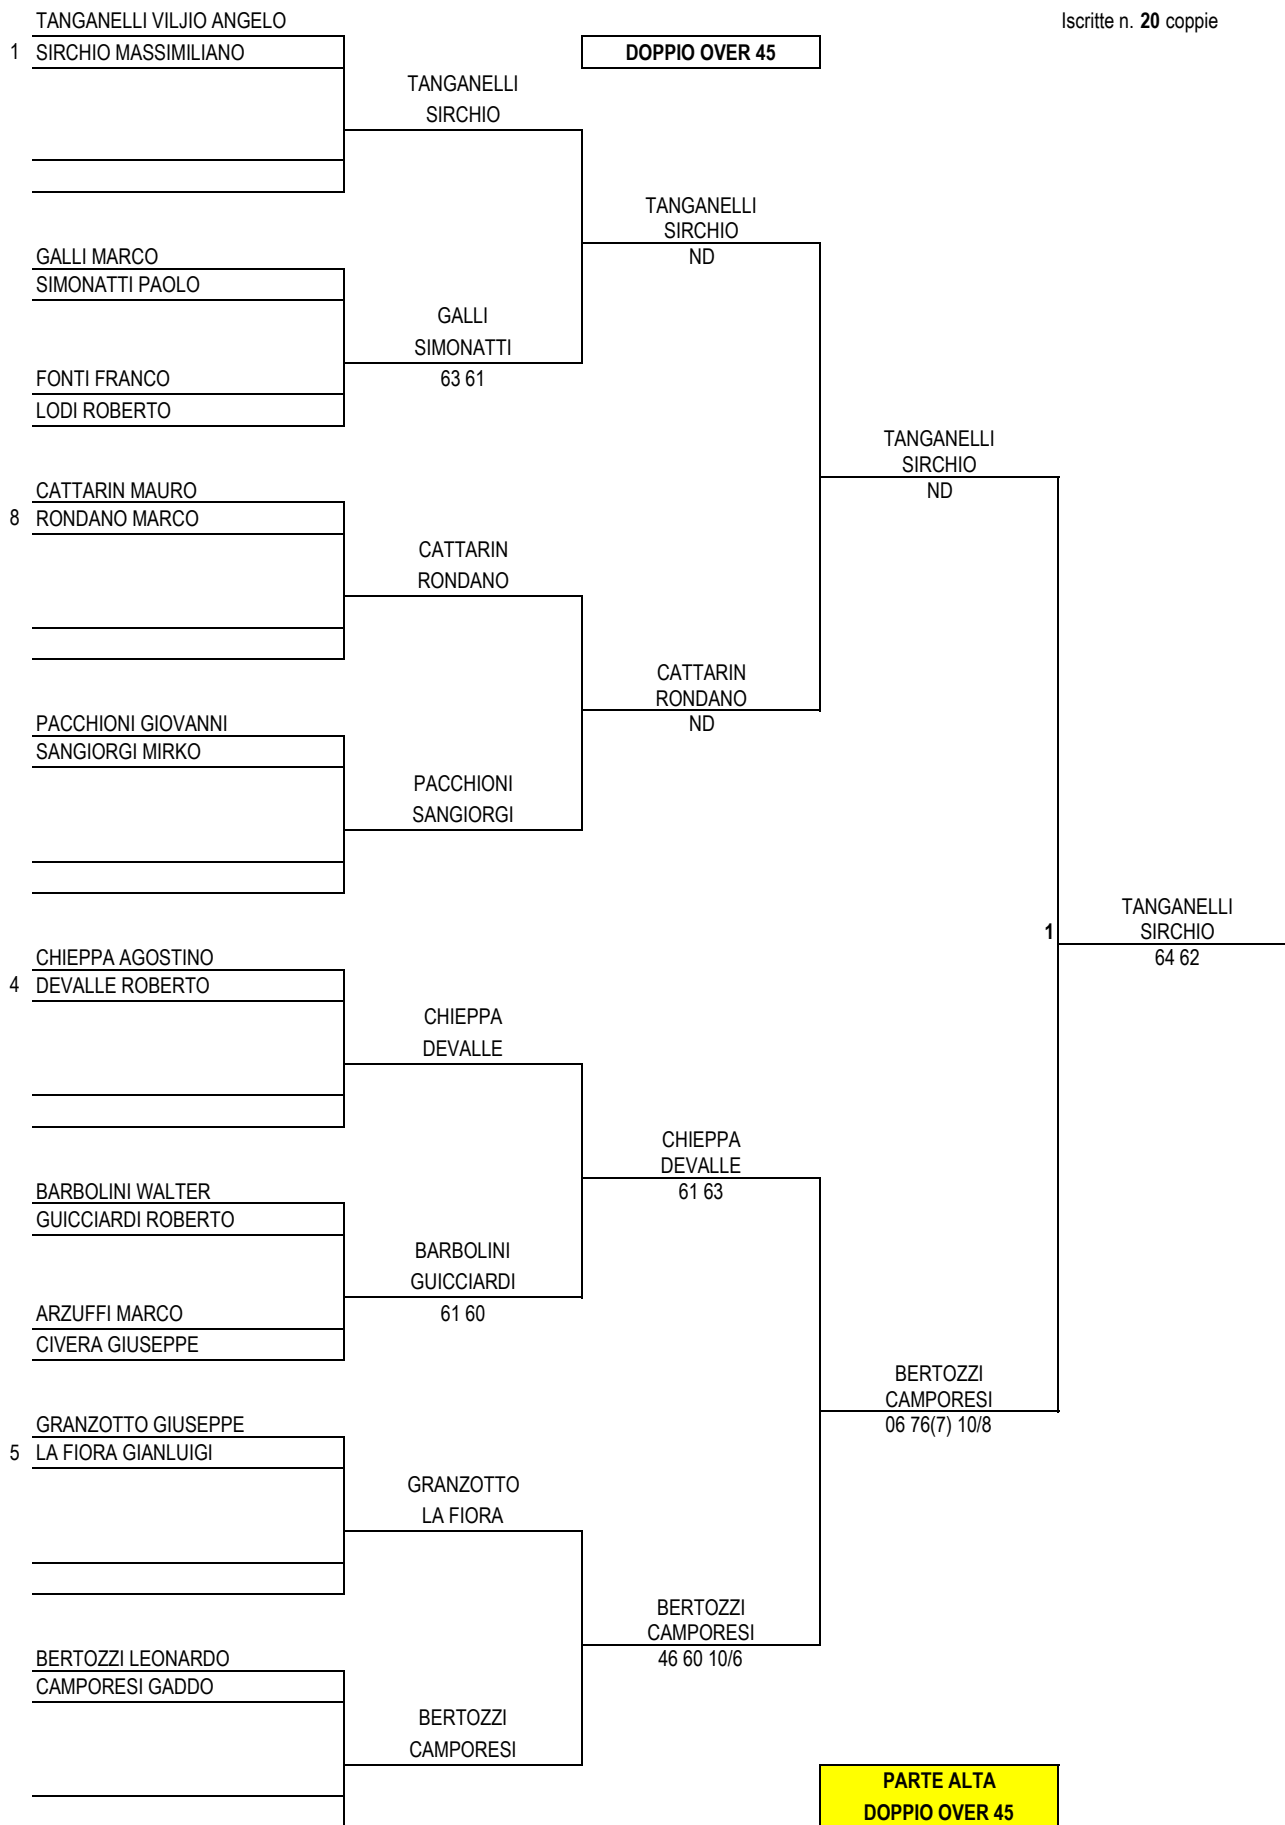 TANGANELLI VILJIO ANGELO
Iscritte n. 20 coppie
1 SIRCHIO MASSIMILIANO
DOPPIO OVER 45
TANGANELLI
SIRCHIO
TANGANELLI
SIRCHIO
ND
GALLI MARCO
SIMONATTI PAOLO
GALLI
SIMONATTI
63 61
FONTI FRANCO
LODI ROBERTO
TANGANELLI
SIRCHIO
ND
CATTARIN MAURO
8 RONDANO MARCO
CATTARIN
RONDANO
CATTARIN
RONDANO
ND
PACCHIONI GIOVANNI
SANGIORGI MIRKO
PACCHIONI
SANGIORGI
TANGANELLI
1 SIRCHIO
64 62
CHIEPPA AGOSTINO
4 DEVALLE ROBERTO
CHIEPPA
DEVALLE
CHIEPPA
DEVALLE
61 63
BARBOLINI WALTER
GUICCIARDI ROBERTO
BARBOLINI
GUICCIARDI
61 60
ARZUFFI MARCO
CIVERA GIUSEPPE
BERTOZZI
CAMPORESI
06 76(7) 10/8
GRANZOTTO GIUSEPPE
5 LA FIORA GIANLUIGI
GRANZOTTO
LA FIORA
BERTOZZI
CAMPORESI
46 60 10/6
BERTOZZI LEONARDO
CAMPORESI GADDO
BERTOZZI
CAMPORESI
PARTE ALTA
DOPPIO OVER 45